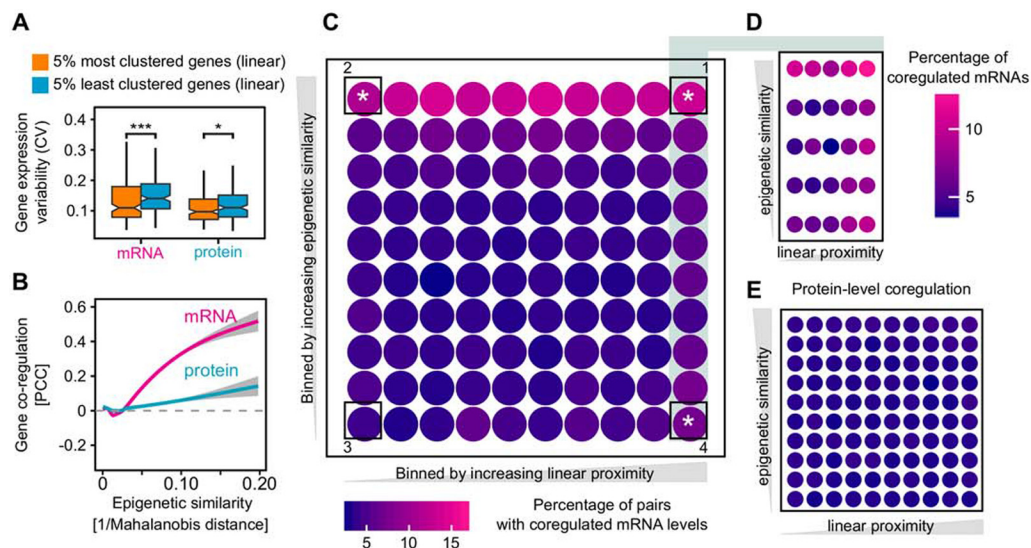 A
5% most clustered genes (linear)
5% least clustered genes (linear)
Gene expression
variability (CV)
0.4
0.3
0.2
0.1
***
*
mRNA
protein
B
Gene co-regulation
[PCC]
0.6
0.4
0.2
0
-0.2
mRNA
protein
0
0.10
0.20
Epigenetic similarity
[1/Mahalanobis distance]
C
Binned by increasing epigenetic similarity
2
1
*
*
3
4
*
Binned by increasing linear proximity
5
10
15
Percentage of pairs
with coregulated mRNA levels
D
epigenetic similarity
linear proximity
Percentage of
coregulated mRNAs
10
5
E
Protein-level coregulation
epigenetic similarity
linear proximity